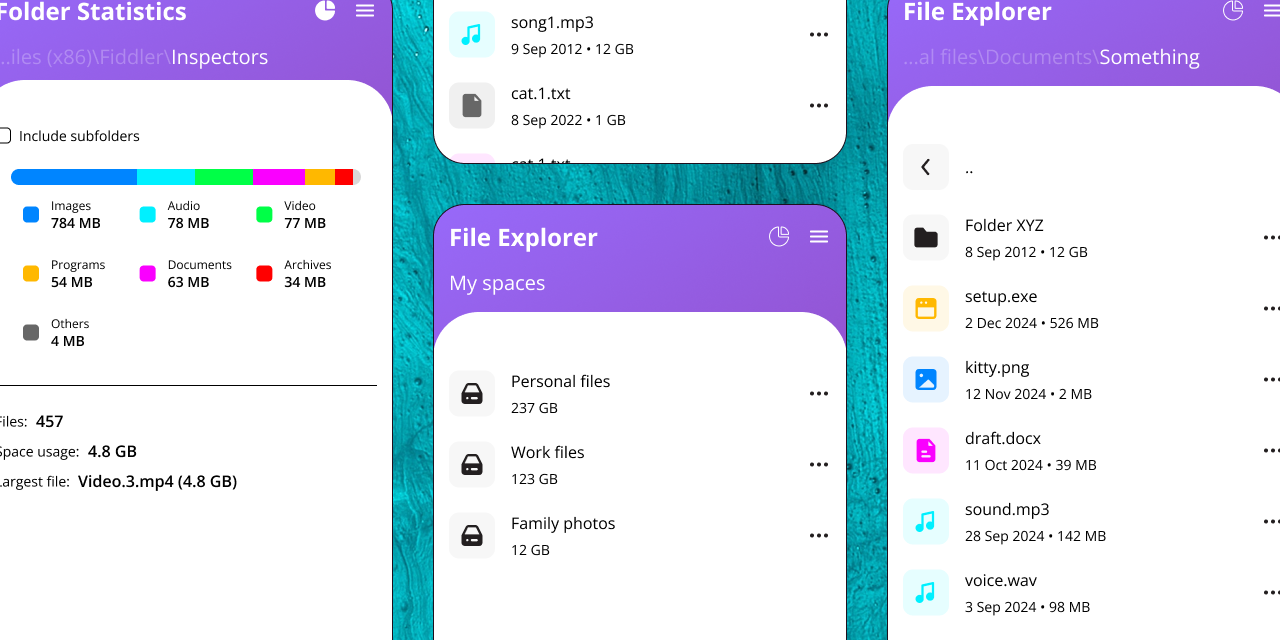 Folder Statistics
...iles (x86)\Fiddler\Inspectors
Include subfolders
Images
784 MB
Audio
78 MB
Video
77 MB
Programs
54 MB
Documents
63 MB
Archives
34 MB
Others
4 MB
Files: 457
Space usage: 4.8 GB
Largest file: Video.3.mp4 (4.8 GB)
song1.mp3
9 Sep 2012 • 12 GB
cat.1.txt
8 Sep 2022 • 1 GB
cat.1.txt
File Explorer
My spaces
Personal files
237 GB
Work files
123 GB
Family photos
12 GB
File Explorer
...al files\Documents\Something
..
Folder XYZ
8 Sep 2012 • 12 GB
setup.exe
2 Dec 2024 • 526 MB
kitty.png
12 Nov 2024 • 2 MB
draft.docx
11 Oct 2024 • 39 MB
sound.mp3
28 Sep 2024 • 142 MB
voice.wav
3 Sep 2024 • 98 MB